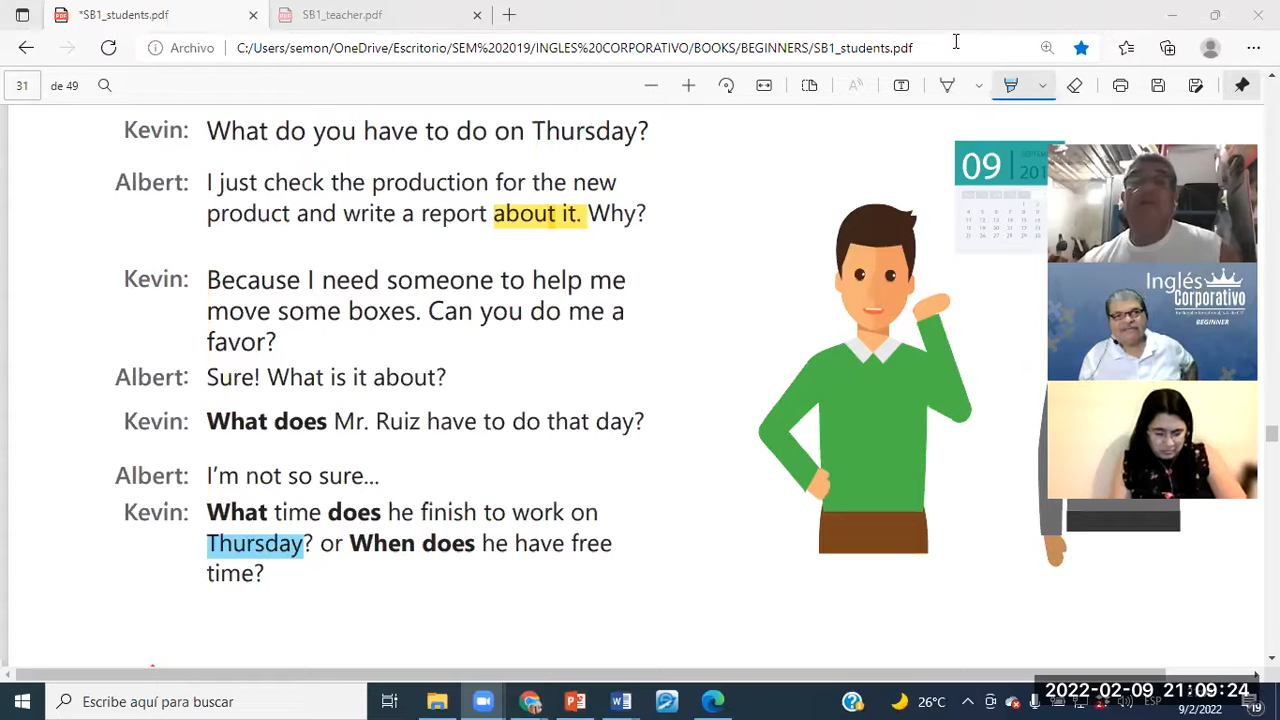 *SB1_students.pdf
SB1_teacher.pdf
Archivo
C:/Users/semon/OneDrive/Escritorio/SEM%202019/INGLES%20CORPORATIVO/BOOKS/BEGINNERS/SB1_students.pdf
31 de 49
Kevin: What do you have to do on Thursday?
Albert: I just check the production for the new
product and write a report about it. Why?
Kevin: Because I need someone to help me
move some boxes. Can you do me a
favor?
Albert: Sure! What is it about?
Kevin: What does Mr. Ruiz have to do that day?
Albert: I'm not so sure...
Kevin: What time does he finish to work on
Thursday? or When does he have free
time?
09
201
Inglés
Corporativo
BEGINNER
Escribe aquí para buscar
26°C
ESP
2022-02-09 21:09:24
9/2/2022